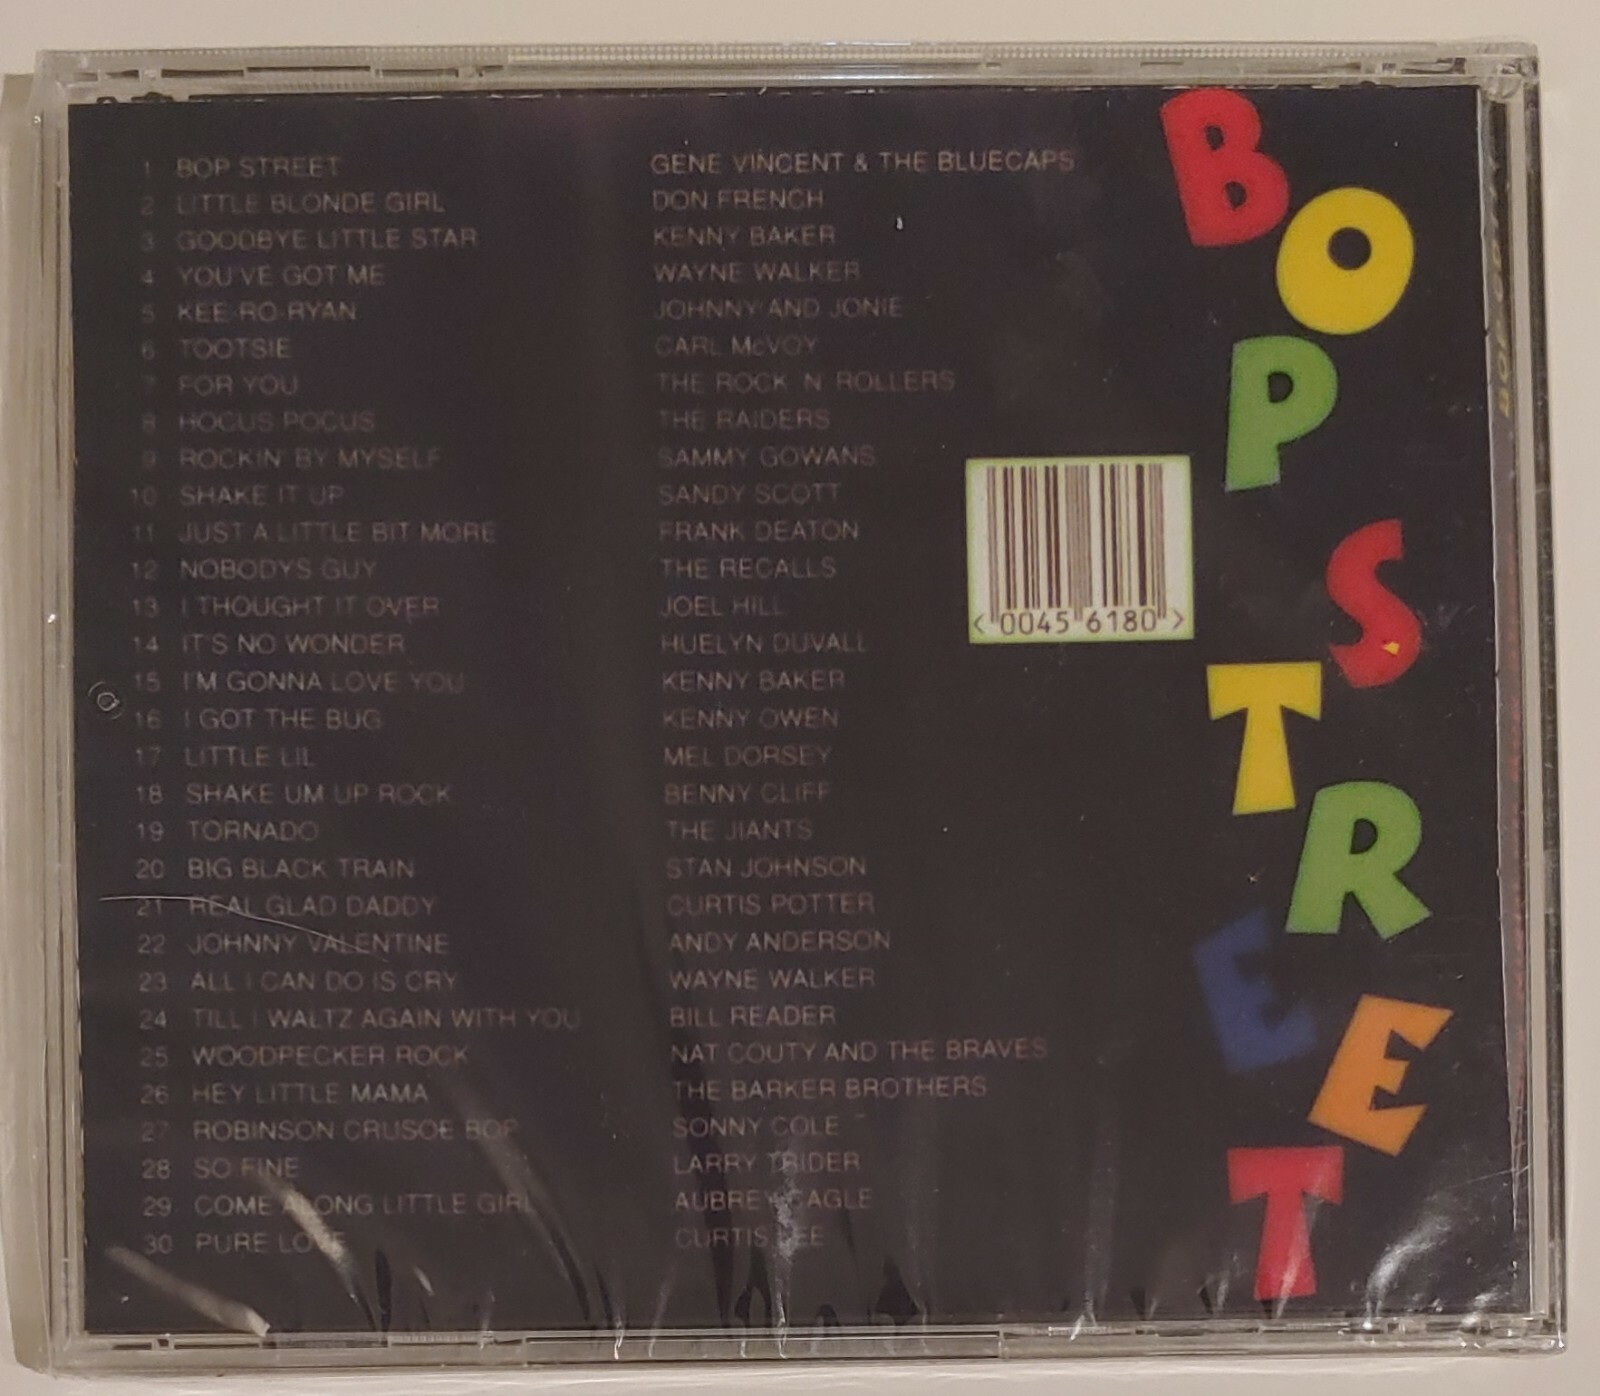 1 BOP STREET GENE VINCENT & THE BLUECAPS
2 LITTLE BLONDE GIRL DON FRENCH
3 GOODBYE LITTLE STAR KENNY BAKER
4 YOU'VE GOT ME WAYNE WALKER
5 KEE-RO-RYAN JOHNNY AND JONIE
6 TOOTSIE CARL McVOY
7 FOR YOU THE ROCK 'N' ROLLERS
8 HOCUS POCUS THE RAIDERS
9 ROCKIN' BY MYSELF SAMMY GOWANS
10 SHAKE IT UP SANDY SCOTT
11 JUST A LITTLE BIT MORE FRANK DEATON
12 NOBODYS GUY THE RECALLS
13 I THOUGHT IT OVER JOEL HILL
14 IT'S NO WONDER HUELYN DUVALL
15 I'M GONNA LOVE YOU KENNY BAKER
16 I GOT THE BUG KENNY OWEN
17 LITTLE LIL MEL DORSEY
18 SHAKE UM UP ROCK BENNY CLIFF
19 TORNADO THE JIANTS
20 BIG BLACK TRAIN STAN JOHNSON
21 REAL GLAD DADDY CURTIS POTTER
22 JOHNNY VALENTINE ANDY ANDERSON
23 ALL I CAN DO IS CRY WAYNE WALKER
24 TILL I WALTZ AGAIN WITH YOU BILL READER
25 WOODPECKER ROCK NAT COUTY AND THE BRAVES
26 HEY LITTLE MAMA THE BARKER BROTHERS
27 ROBINSON CRUSOE BOP SONNY COLE
28 SO FINE LARRY TRIDER
29 COME ALONG LITTLE GIRL AUBREY CAGLE
30 PURE LOVE CURTIS LEE
<0045 6180>
BOP
STREET